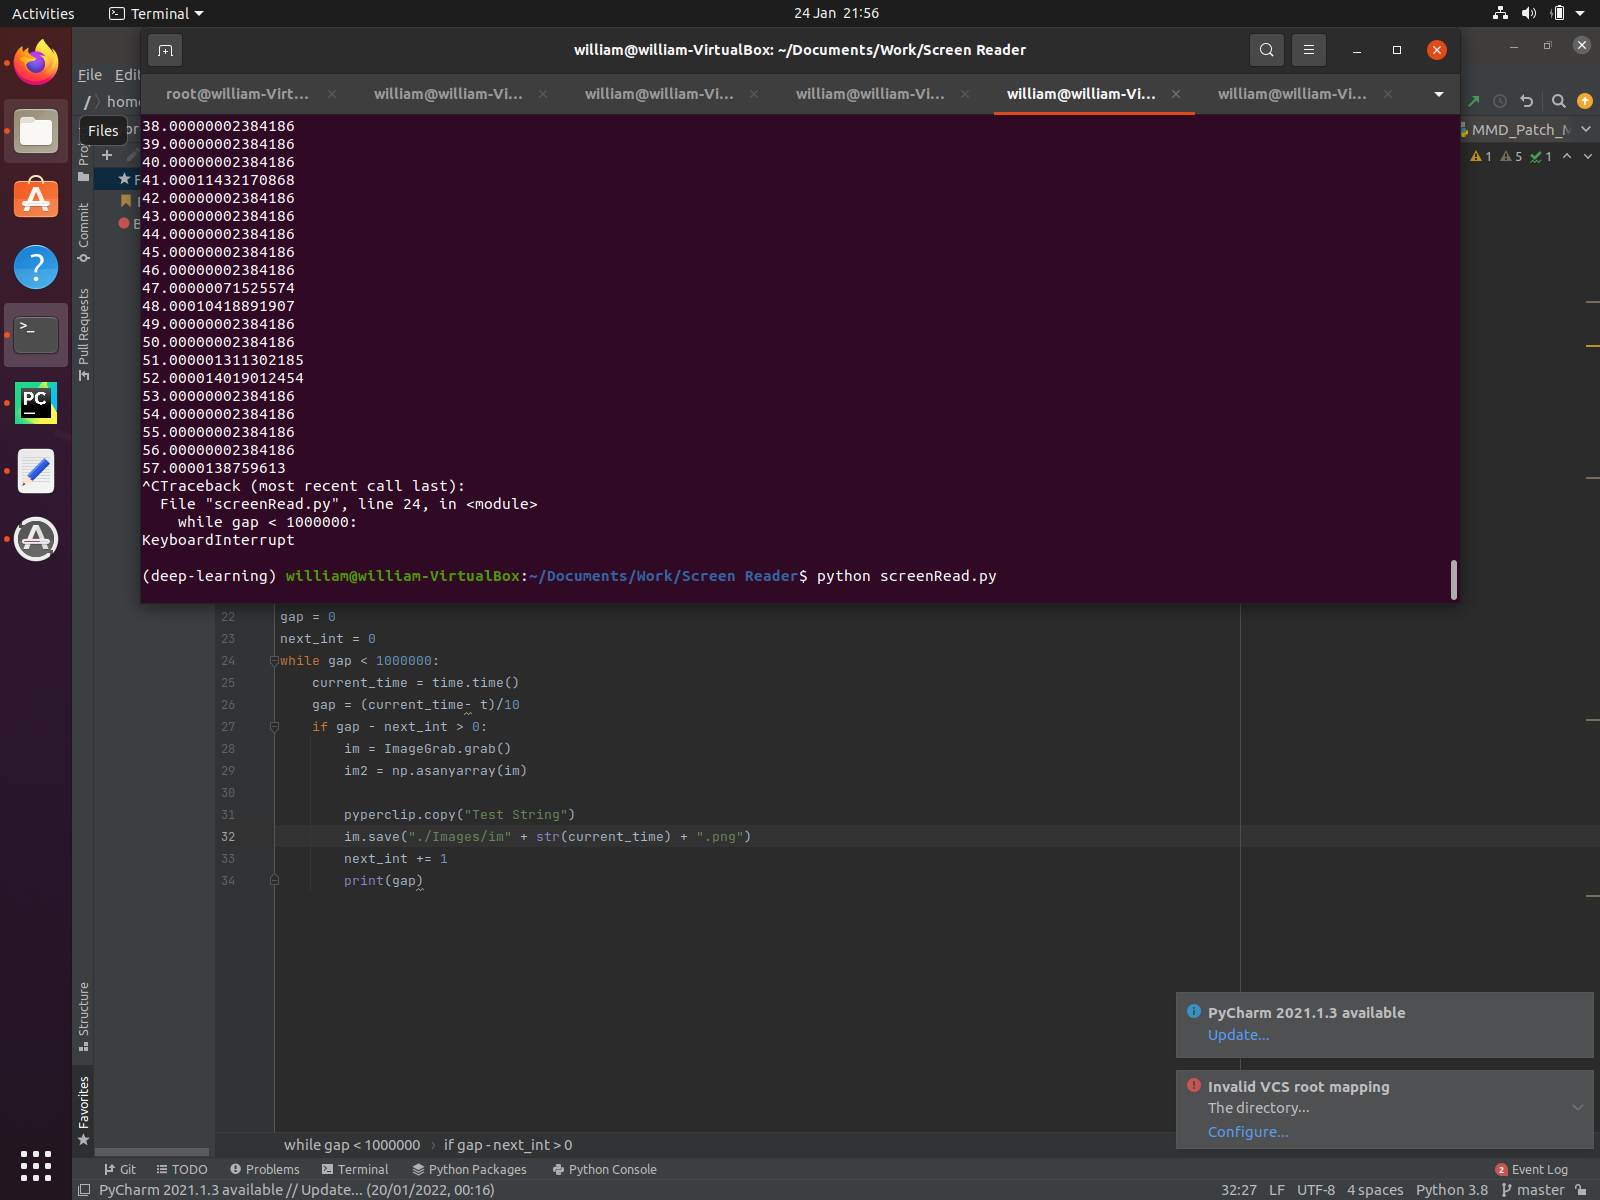 Activities
Terminal
24 Jan 21:56
william@william-VirtualBox: ~/Documents/Work/Screen Reader
File
Edit
root@william-Virt...
william@william-Vi...
william@william-Vi...
william@william-Vi...
william@william-Vi...
william@william-Vi...
/
Files
MMD_Patch_M
1
5
1
38.00000002384186
39.00000002384186
40.00000002384186
41.00011432170868
42.00000002384186
43.00000002384186
44.00000002384186
45.00000002384186
46.00000002384186
47.00000071525574
48.00010418891907
49.00000002384186
50.00000002384186
51.000001311302185
52.000014019012454
53.00000002384186
54.00000002384186
55.00000002384186
56.00000002384186
57.0000138759613
^CTraceback (most recent call last):
File "screenRead.py", line 24, in <module>
while gap < 1000000:
KeyboardInterrupt
(deep-learning) william@william-VirtualBox:~/Documents/Work/Screen Reader$ python screenRead.py
Commit
Pull Requests
PC
Structure
Favorites
22 gap = 0
23 next_int = 0
24 while gap < 1000000:
25 current_time = time.time()
26 gap = (current_time- t)/10
27 if gap - next_int > 0:
28 im = ImageGrab.grab()
29 im2 = np.asanyarray(im)
30
31 pyperclip.copy("Test String")
32 im.save("./Images/im" + str(current_time) + ".png")
33 next_int += 1
34 print(gap)
PyCharm 2021.1.3 available
Update...
Invalid VCS root mapping
The directory...
Configure...
while gap < 1000000 › if gap - next_int > 0
Git
TODO
Problems
Terminal
Python Packages
Python Console
2 Event Log
PyCharm 2021.1.3 available // Update... (20/01/2022, 00:16)
32:27 LF UTF-8 4 spaces Python 3.8 master